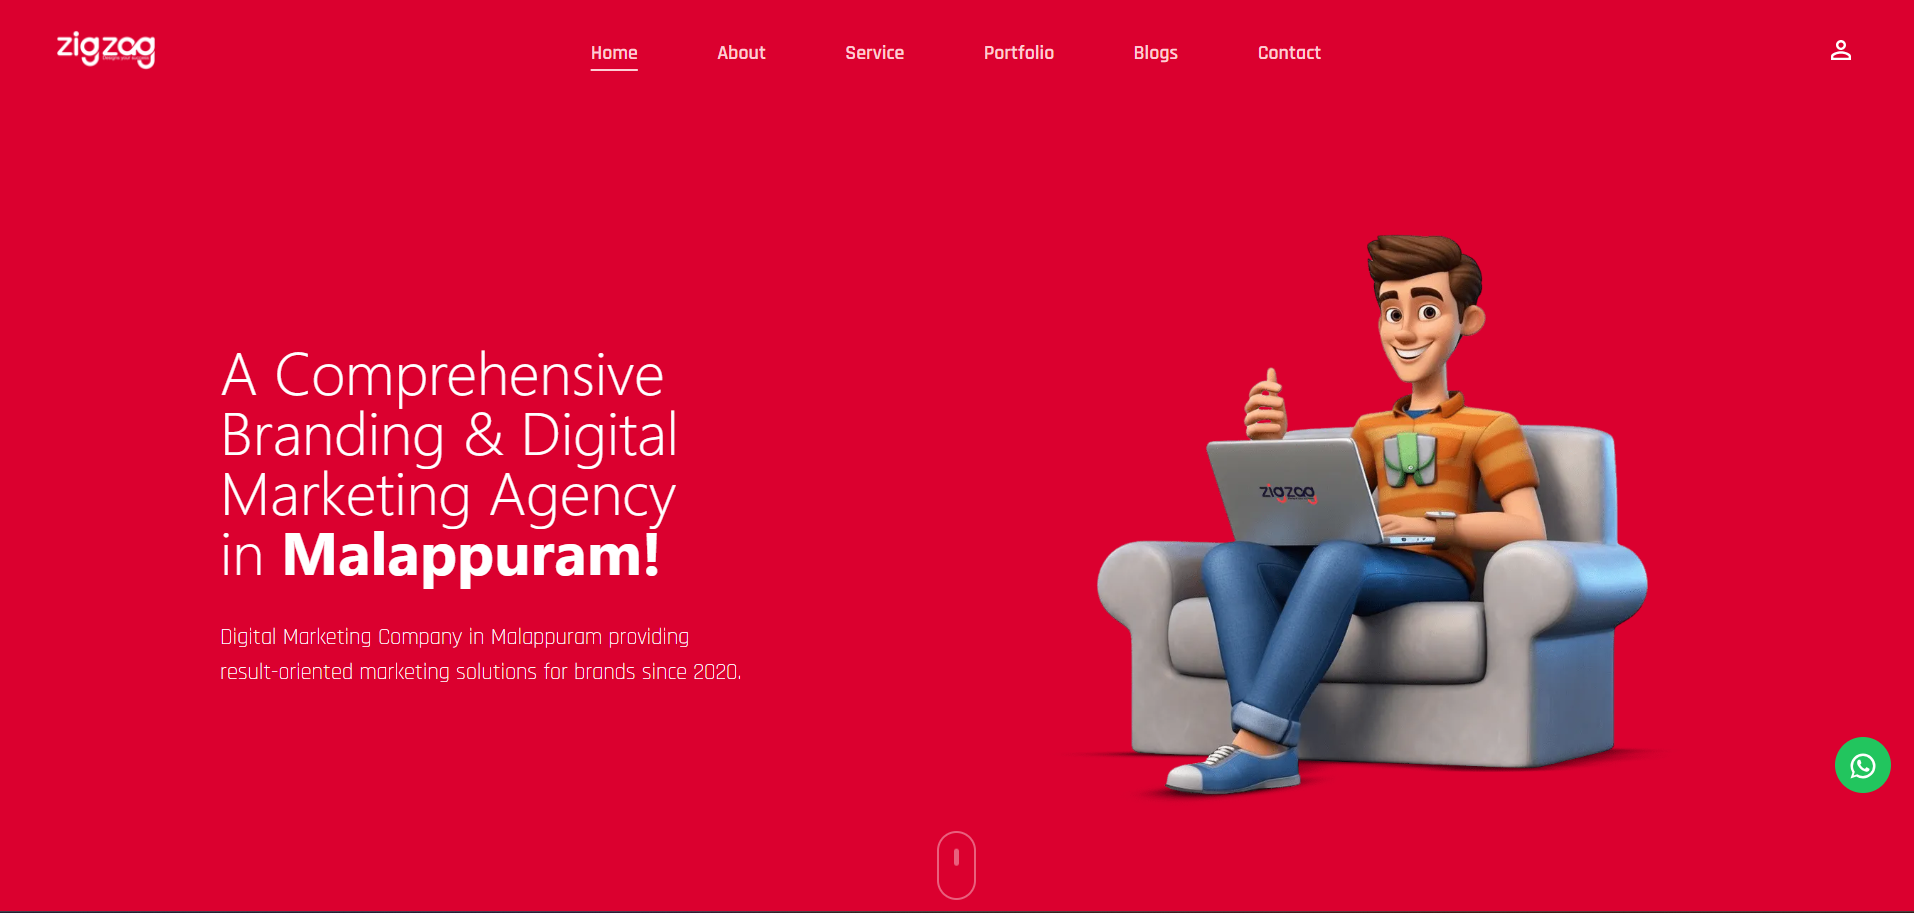 zigzag
Home
About
Service
Portfolio
Blogs
Contact
A Comprehensive
Branding & Digital
Marketing Agency
in Malappuram!
Digital Marketing Company in Malappuram providing
result-oriented marketing solutions for brands since 2020.
zigzag